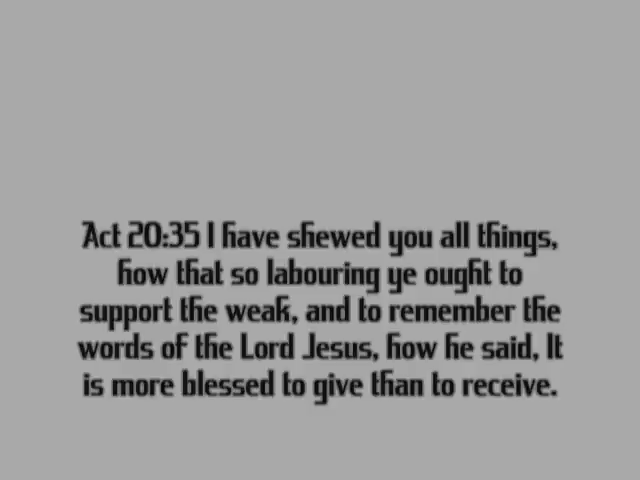 Act 20:35 I have shewed you all things,
how that so labouring ye ought to
support the weak, and to remember the
words of the Lord Jesus, how he said, It
is more blessed to give than to receive.